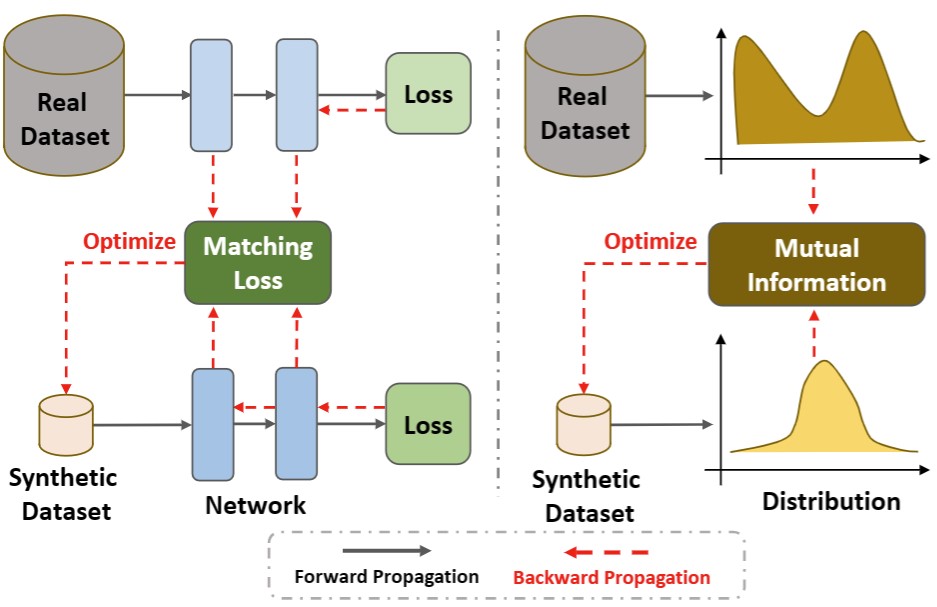 Real
Dataset
Loss
Optimize
Matching
Loss
Loss
Synthetic
Dataset
Network
Real
Dataset
Optimize
Mutual
Information
Synthetic
Dataset
Distribution
Forward Propagation
Backward Propagation